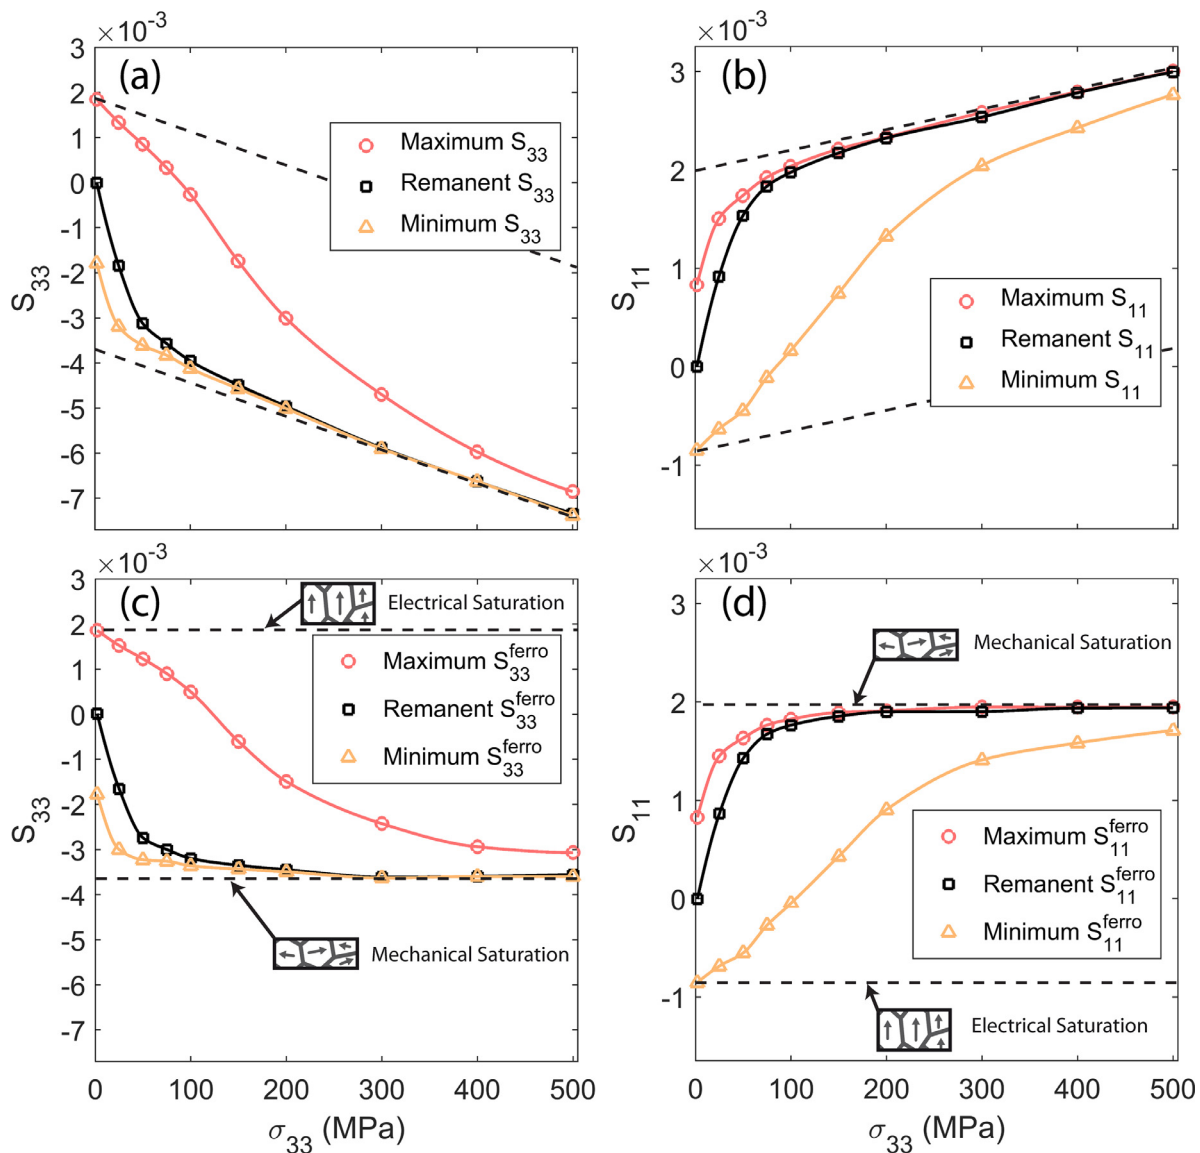 ×10⁻³
(a)
3
2
1
0
-1
-2
-3
-4
-5
-6
-7
S₃₃
Maximum S₃₃
Remanent S₃₃
Minimum S₃₃
×10⁻³
(b)
3
2
1
0
-1
S₁₁
Maximum S₁₁
Remanent S₁₁
Minimum S₁₁
×10⁻³
(c)
3
2
1
0
-1
-2
-3
-4
-5
-6
-7
S₃₃
Electrical Saturation
Maximum S₃₃^ferro
Remanent S₃₃^ferro
Minimum S₃₃^ferro
Mechanical Saturation
0 100 200 300 400 500
σ₃₃ (MPa)
×10⁻³
(d)
3
2
1
0
-1
S₁₁
Mechanical Saturation
Maximum S₁₁^ferro
Remanent S₁₁^ferro
Minimum S₁₁^ferro
Electrical Saturation
0 100 200 300 400 500
σ₃₃ (MPa)